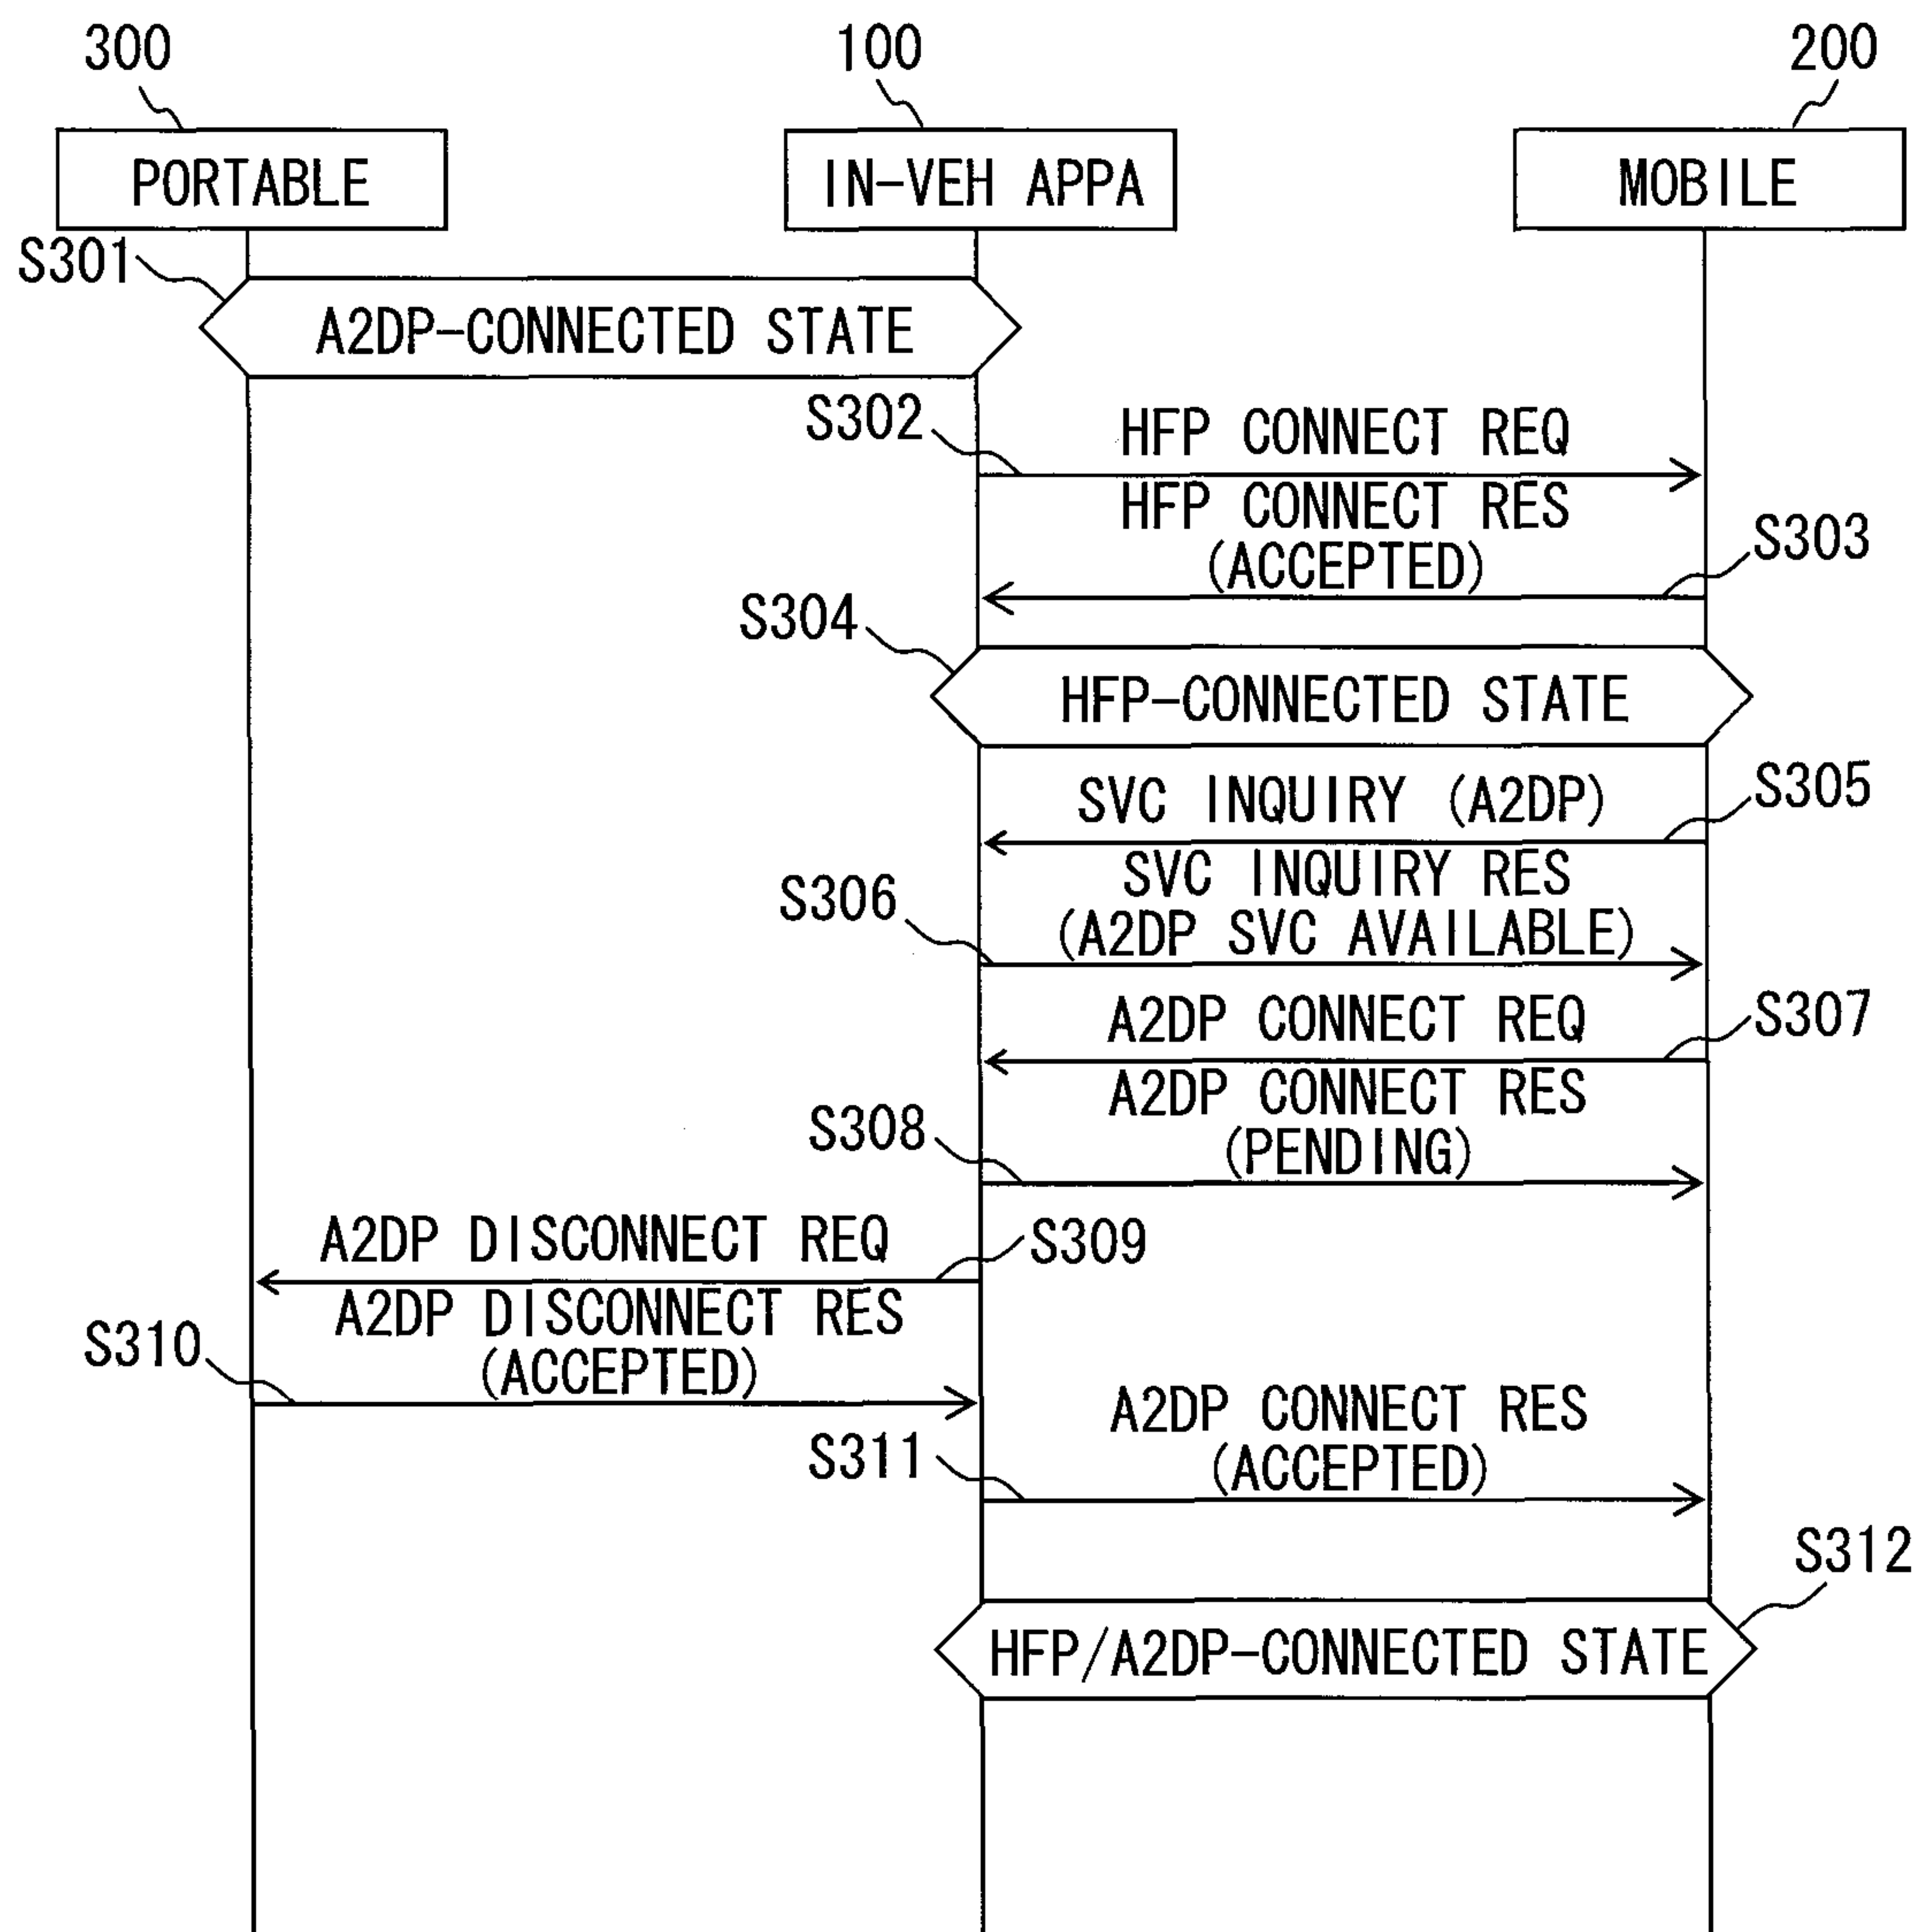 300
100
200
PORTABLE
IN-VEH APPA
MOBILE
S301
A2DP-CONNECTED STATE
S302
HFP CONNECT REQ
HFP CONNECT RES
(ACCEPTED)
S303
S304
HFP-CONNECTED STATE
SVC INQUIRY (A2DP)
S305
SVC INQUIRY RES
(A2DP SVC AVAILABLE)
S306
A2DP CONNECT REQ
S307
A2DP CONNECT RES
(PENDING)
S308
A2DP DISCONNECT REQ
S309
A2DP DISCONNECT RES
(ACCEPTED)
S310
A2DP CONNECT RES
(ACCEPTED)
S311
S312
HFP/A2DP-CONNECTED STATE